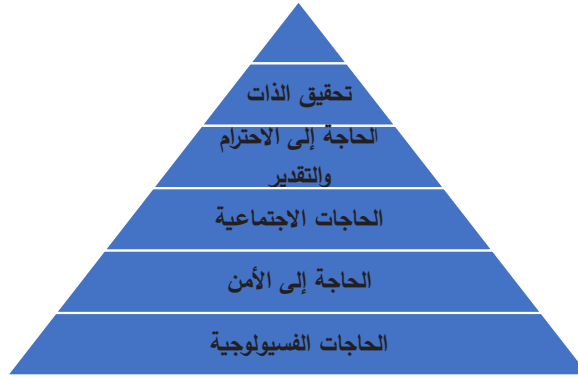 تحقيق الذات
الحاجة إلى الاحترام
والتقدير
الحاجات الاجتماعية
الحاجة إلى الأمن
الحاجات الفسيولوجية